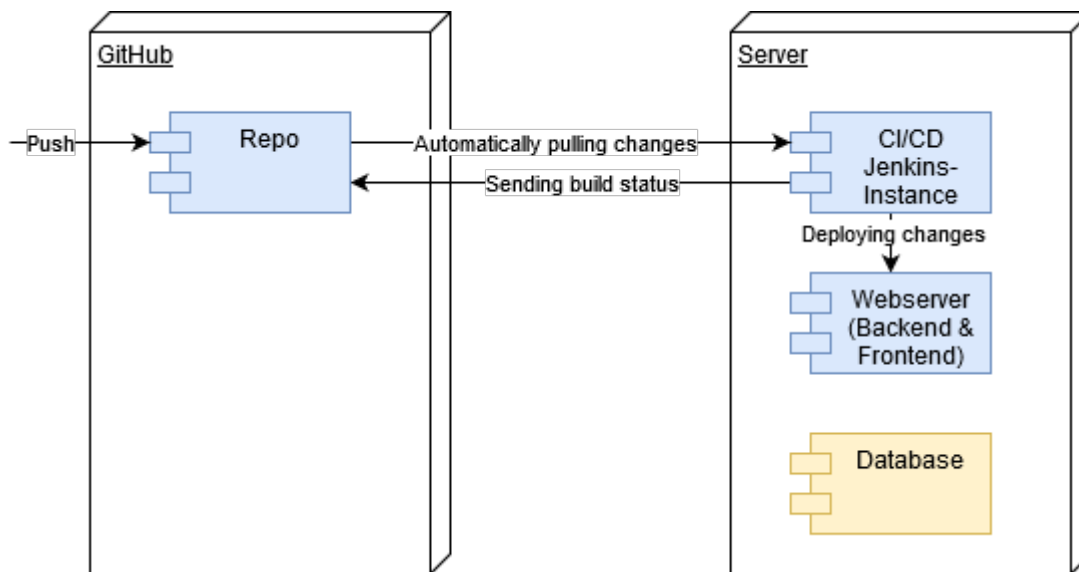 GitHub
Server
Push
Repo
Automatically pulling changes
Sending build status
CI/CD
Jenkins-
Instance
Deploying changes
Webserver
(Backend &
Frontend)
Database